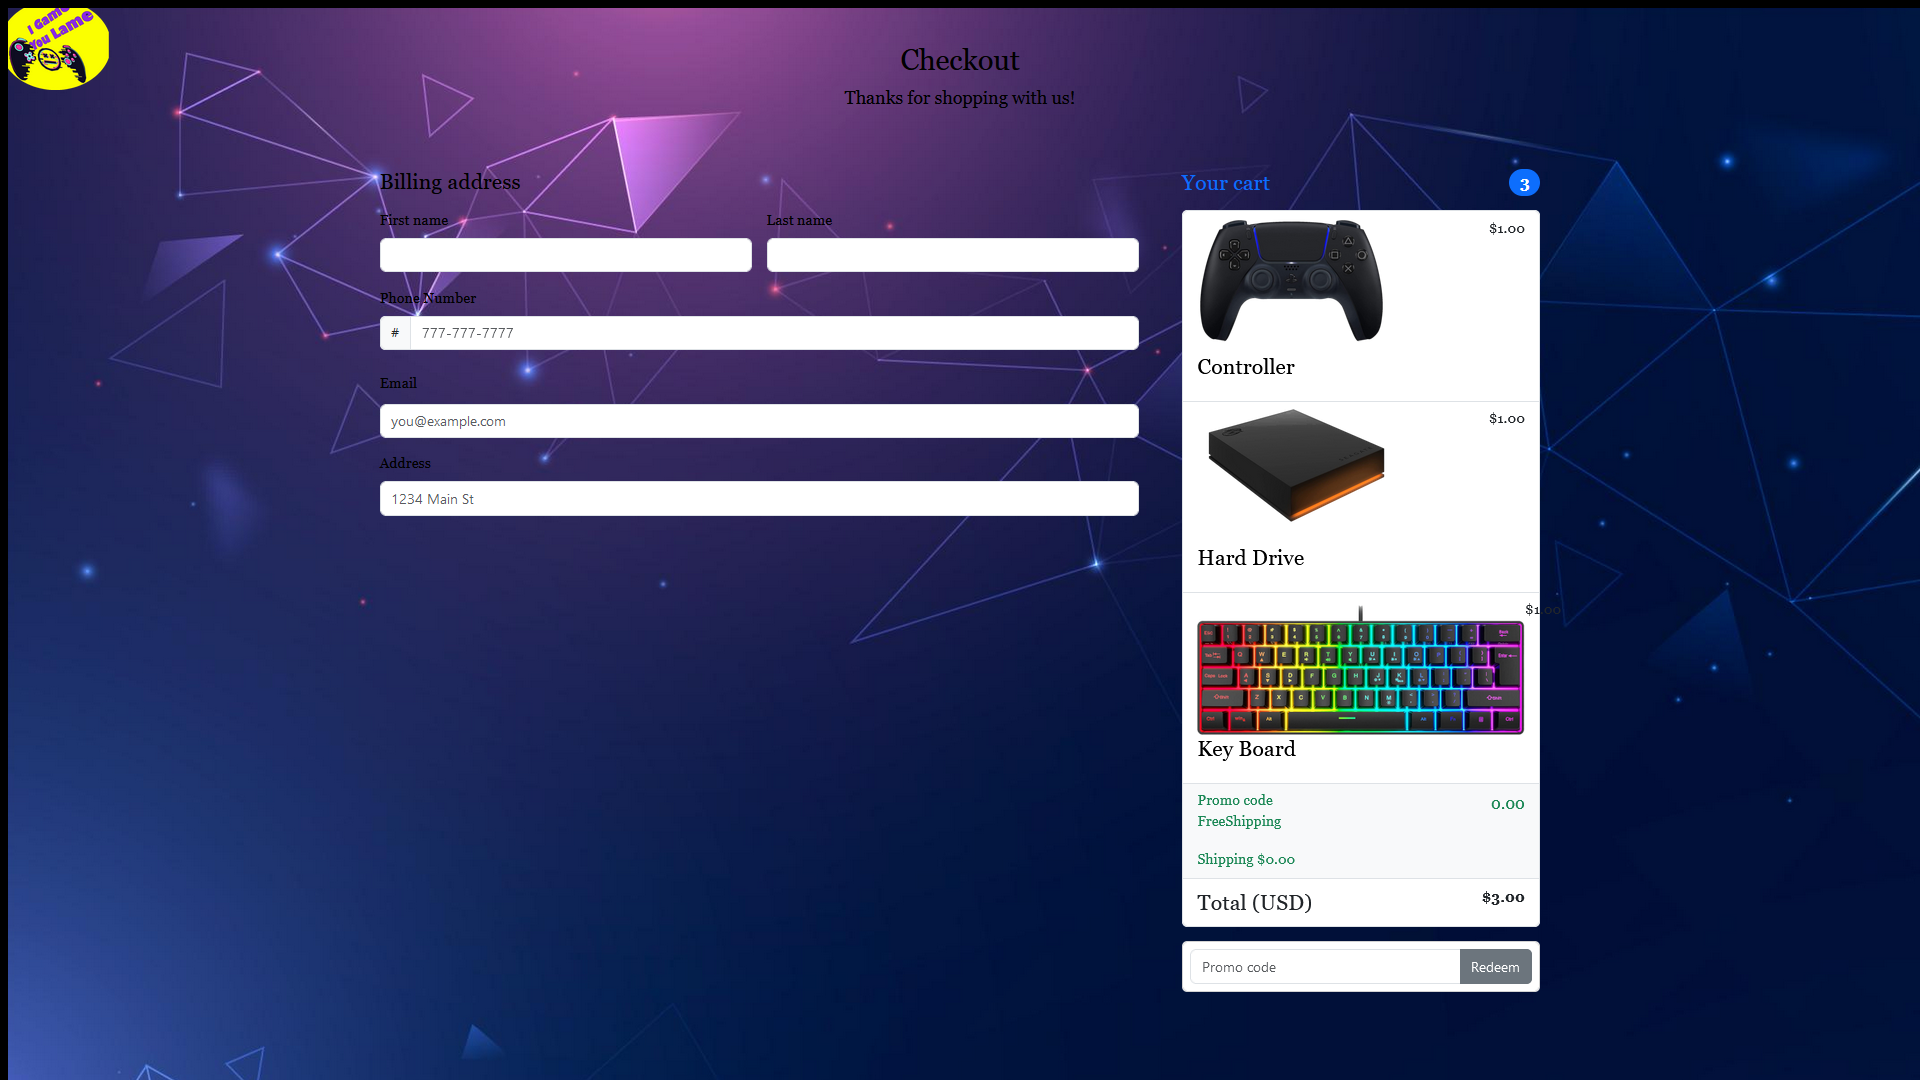 I Game
You Lame
Checkout
Thanks for shopping with us!
Billing address
First name
Last name
Phone Number
# 777-777-7777
Email
you@example.com
Address
1234 Main St
Your cart 3
$1.00
Controller
$1.00
Hard Drive
$1.00
Key Board
Promo code 0.00
FreeShipping
Shipping $0.00
Total (USD) $3.00
Promo code Redeem